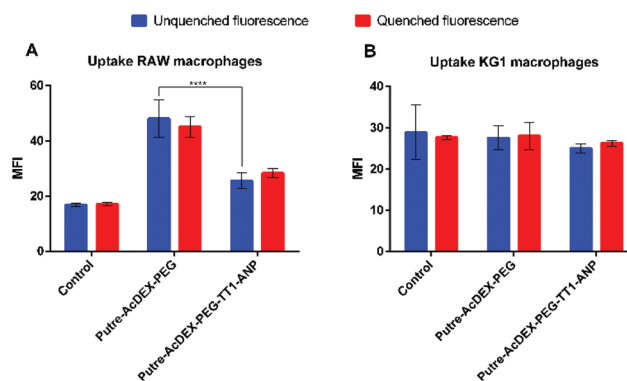 Unquenched fluorescence Quenched fluorescence
A
Uptake RAW macrophages
****
60
40
20
0
MFI
Control
Putre-AcDEX-PEG
Putre-AcDEX-PEG-TT1-ANP
B
Uptake KG1 macrophages
40
30
20
10
0
MFI
Control
Putre-AcDEX-PEG
Putre-AcDEX-PEG-TT1-ANP